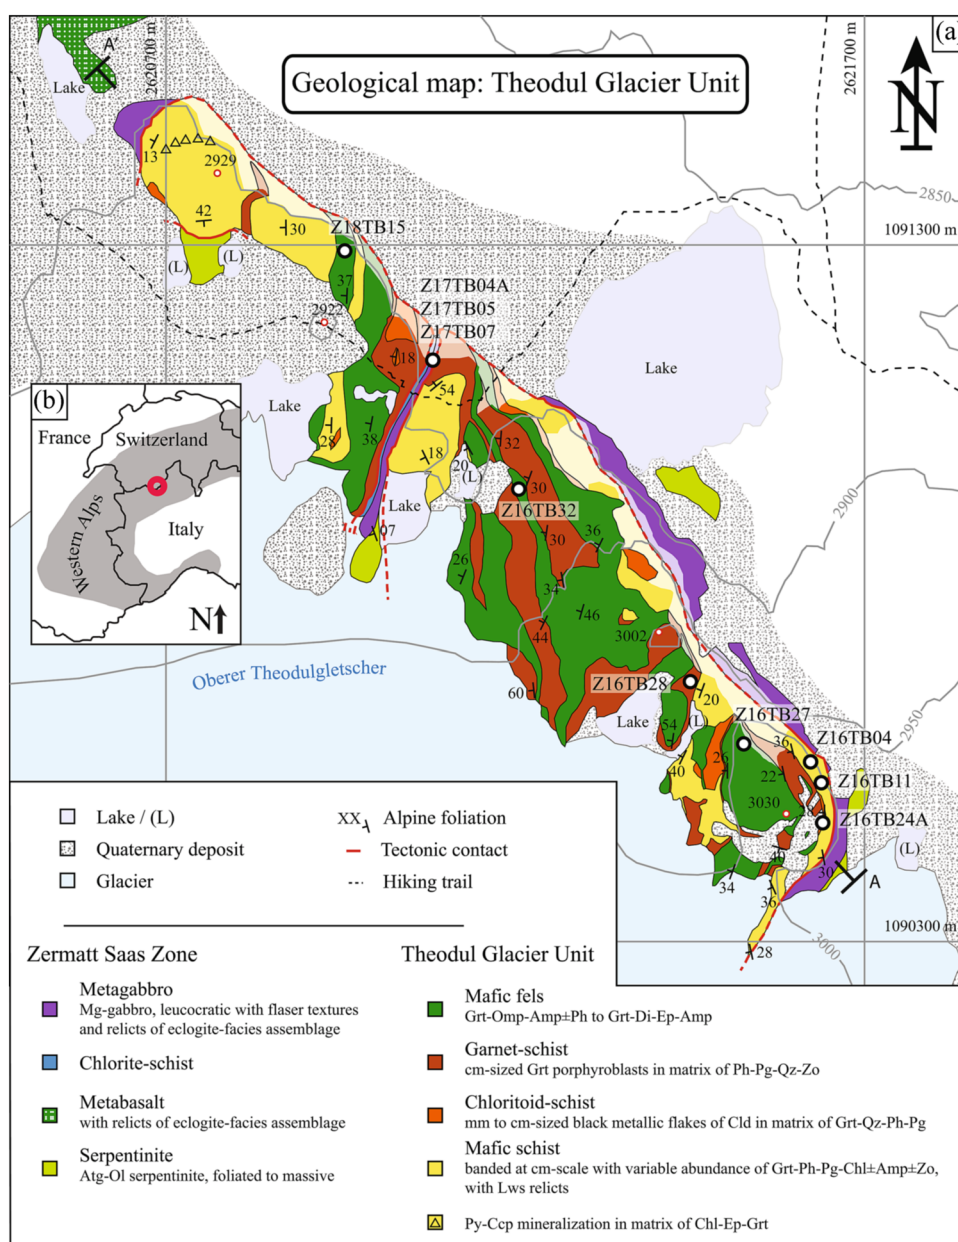 (a)
Geological map: Theodul Glacier Unit
2620700 m
2621700 m
N
A'
Lake
13
2929
42
30
(L)
(L)
Z18TB15
37
2922
Z17TB04A
Z17TB05
Z17TB07
18
54
2850
1091300 m
Lake
Lake
28
38
18
20
(L)
32
Lake
30
Z16TB32
07
30
36
26
34
46
44
3002
60
2900
Oberer Theodulgletscher
Z16TB28
Lake
20
(L)
54
Z16TB27
2950
36
Z16TB04
40
26
22
Z16TB11
3030
Z16TB24A
40
30
34
36
A
(L)
1090300 m
3000
28
(b)
France
Switzerland
Western Alps
Italy
N
Lake / (L)
Quaternary deposit
Glacier
XX
Alpine foliation
Tectonic contact
Hiking trail
Zermatt Saas Zone
Metagabbro
Mg-gabbro, leucocratic with flaser textures
and relicts of eclogite-facies assemblage
Chlorite-schist
Metabasalt
with relicts of eclogite-facies assemblage
Serpentinite
Atg-Ol serpentinite, foliated to massive
Theodul Glacier Unit
Mafic fels
Grt-Omp-Amp±Ph to Grt-Di-Ep-Amp
Garnet-schist
cm-sized Grt porphyroblasts in matrix of Ph-Pg-Qz-Zo
Chloritoid-schist
mm to cm-sized black metallic flakes of Cld in matrix of Grt-Qz-Ph-Pg
Mafic schist
banded at cm-scale with variable abundance of Grt-Ph-Pg-Chl±Amp±Zo,
with Lws relicts
Py-Ccp mineralization in matrix of Chl-Ep-Grt